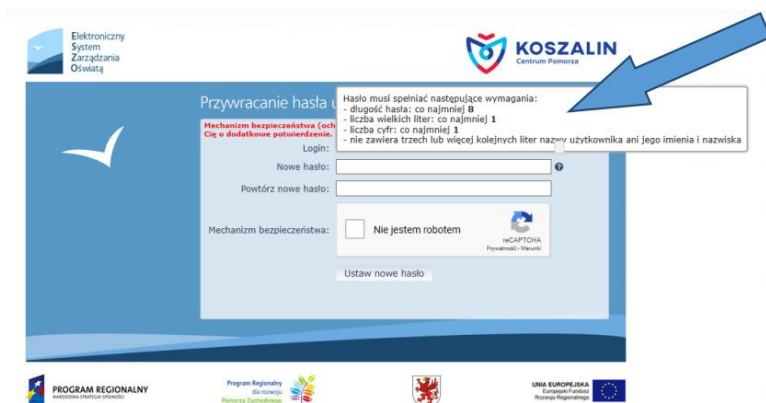 Elektroniczny
System
Zarządzania
Oświatą
KOSZALIN
Centrum Pomorza
Przywracanie hasła
Hasło musi spełniać następujące wymagania:
- długość hasła: co najmniej 8
- liczba wielkich liter: co najmniej 1
- liczba cyfr: co najmniej 1
- nie zawiera trzech lub więcej kolejnych liter nazwy użytkownika ani jego imienia i nazwiska
Mechanizm bezpieczeństwa (och
Cię o dodatkowe potwierdzenie.
Login:
Nowe hasło:
Powtórz nowe hasło:
Mechanizm bezpieczeństwa:
Nie jestem robotem
reCAPTCHA
Prywatność - Warunki
Ustaw nowe hasło
PROGRAM REGIONALNY
NARODOWA STRATEGIA SPÓJNOŚCI
Program Regionalny
dla rozwoju
Pomorza Zachodniego
UNIA EUROPEJSKA
Europejski Fundusz
Rozwoju Regionalnego